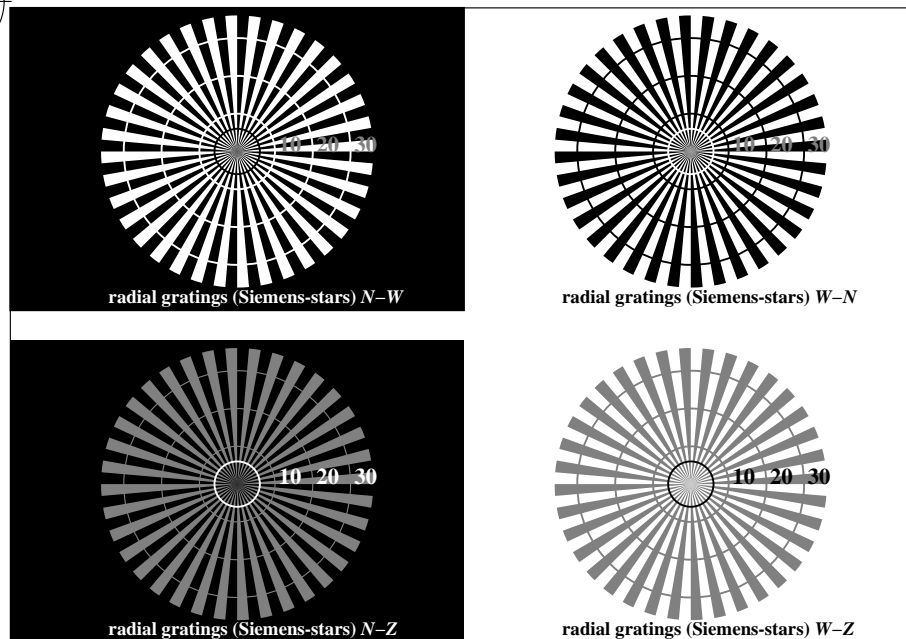 10 20 30
radial gratings (Siemens-stars) N–W
10 20 30
radial gratings (Siemens-stars) W–N
10 20 30
radial gratings (Siemens-stars) N–Z
10 20 30
radial gratings (Siemens-stars) W–Z